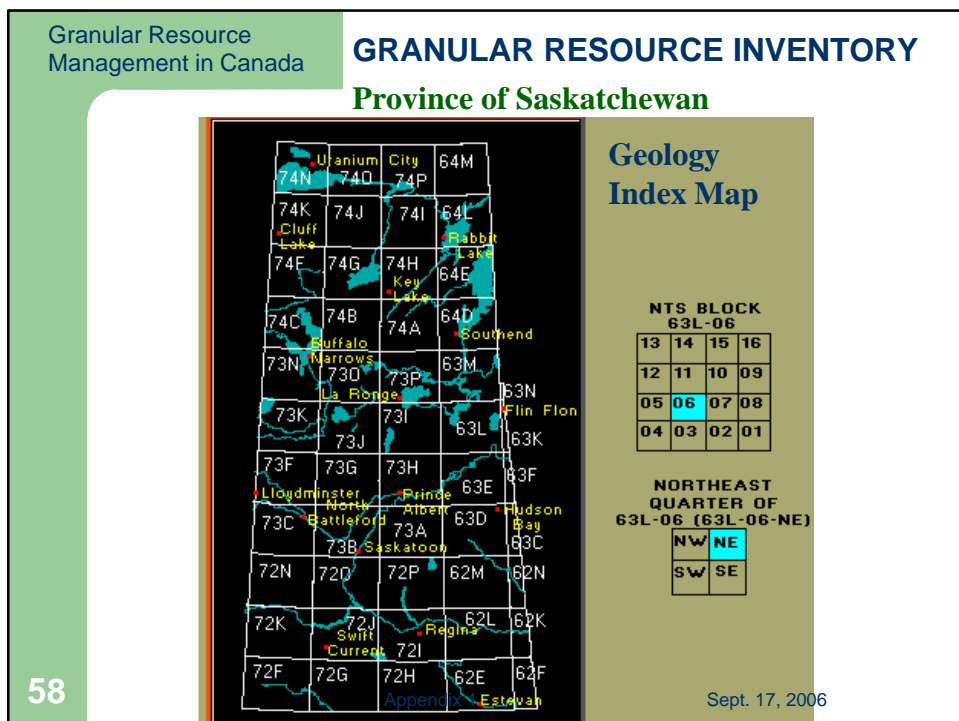 Granular Resource
Management in Canada
GRANULAR RESOURCE INVENTORY
Province of Saskatchewan
Geology
Index Map
Uranium City
74N 74O 74P 64M
74K 74J 74I 64L
Cluff
Lake
Rabbit
Lake
74F 74G 74H 64E
Key
Lake
74C 74B 74A 64D
Southend
Buffalo
Narrows
73N 73O 73P 63M
La Ronge
63N
Flin Flon
73K 73J 73I 63L 63K
73F 73G 73H 63E 63F
Lloydminster
North
Battleford
Prince
Albert
Hudson
Bay
73C 73B 73A 63D 63C
Saskatoon
72N 72O 72P 62M 62N
72K 72J 72I 62L 62K
Swift
Current
Regina
72F 72G 72H 62E 62F
Estevan
NTS BLOCK
63L-06
13 14 15 16
12 11 10 09
05 06 07 08
04 03 02 01
NORTHEAST
QUARTER OF
63L-06 (63L-06-NE)
NW NE
SW SE
58
Appendix
Sept. 17, 2006